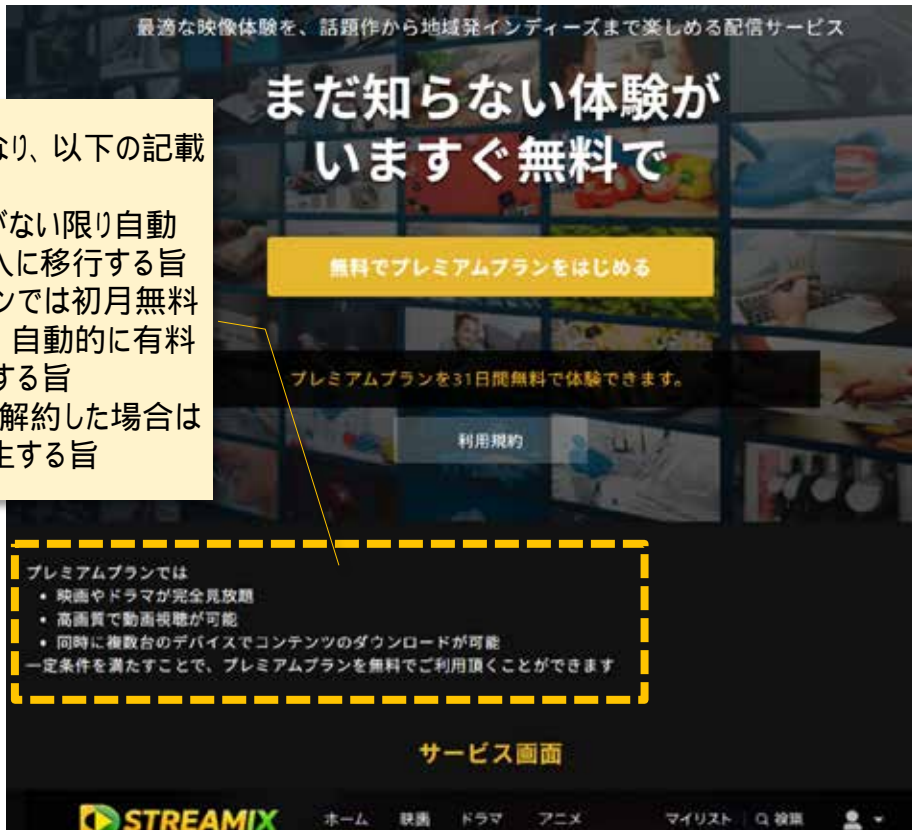 最適な映像体験を、話題作から地域発インディーズまで楽しめる配信サービス
まだ知らない体験が
いますぐ無料で
なり、以下の記載
がない限り自動
入に移行する旨
ンでは初月無料
自動的に有料
する旨
解約した場合は
生する旨
無料でプレミアムプランをはじめる
プレミアムプランを31日間無料で体験できます。
利用規約
プレミアムプランでは
• 映画やドラマが完全見放題
• 高画質で動画視聴が可能
• 同時に複数台のデバイスでコンテンツのダウンロードが可能
一定条件を満たすことで、プレミアムプランを無料でご利用頂くことができます
サービス画面
STREAMIX ホーム 映画 ドラマ アニメ マイリスト 検索